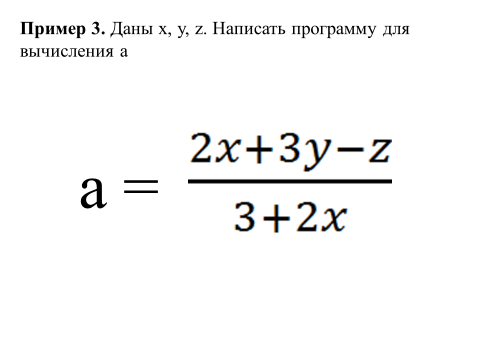 Пример 3. Даны x, y, z. Написать программу для
вычисления a
a = 2x+3y−z
3+2x